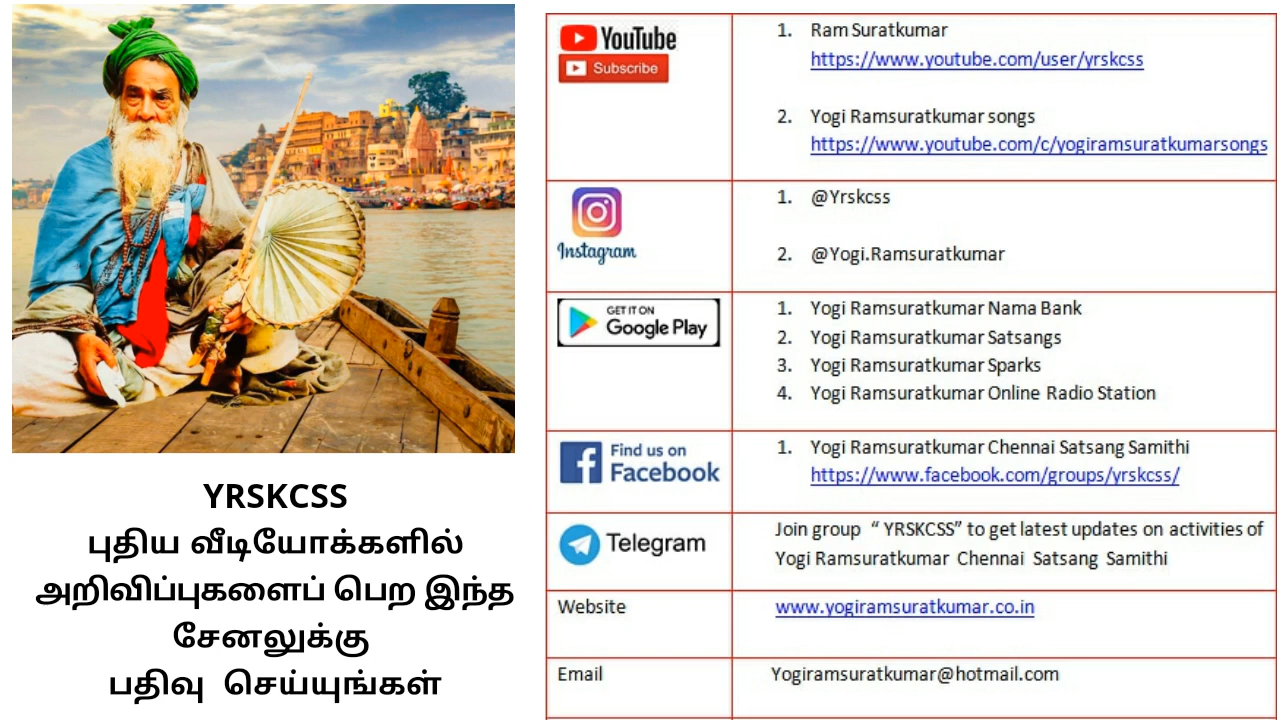 YRSKCSS
புதிய வீடியோக்களில்
அறிவிப்புகளைப் பெற இந்த
சேனலுக்கு
பதிவு செய்யுங்கள்
YouTube
Subscribe
1. Ram Suratkumar
https://www.youtube.com/user/yrskcss
2. Yogi Ramsuratkumar songs
https://www.youtube.com/c/yogiramsuratkumarsongs
Instagram
1. @Yrskcss
2. @Yogi.Ramsuratkumar
GET IT ON
Google Play
1. Yogi Ramsuratkumar Nama Bank
2. Yogi Ramsuratkumar Satsangs
3. Yogi Ramsuratkumar Sparks
4. Yogi Ramsuratkumar Online Radio Station
Find us on
Facebook
1. Yogi Ramsuratkumar Chennai Satsang Samithi
https://www.facebook.com/groups/yrskcss/
Telegram
Join group “ YRSKCSS” to get latest updates on activities of
Yogi Ramsuratkumar Chennai Satsang Samithi
Website
www.yogiramsuratkumar.co.in
Email
Yogiramsuratkumar@hotmail.com